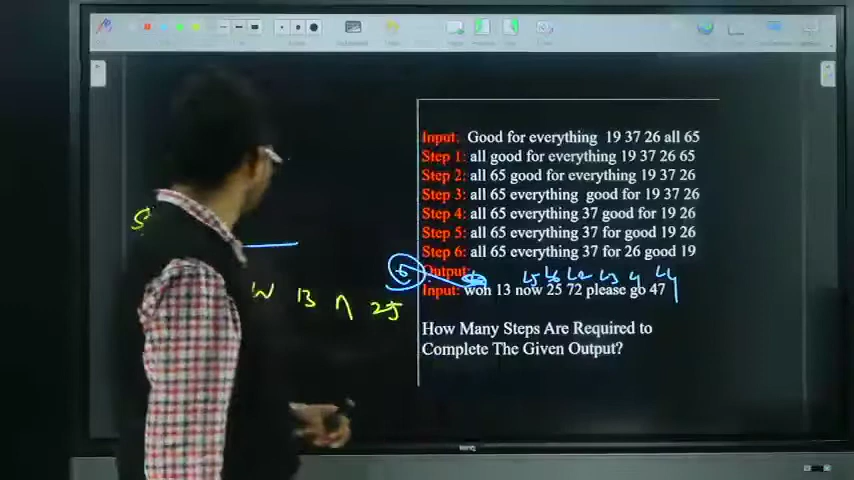 Input: Good for everything 19 37 26 all 65
Step 1: all good for everything 19 37 26 65
Step 2: all 65 good for everything 19 37 26
Step 3: all 65 everything good for 19 37 26
Step 4: all 65 everything 37 good for 19 26
Step 5: all 65 everything 37 for good 19 26
Step 6: all 65 everything 37 for 26 good 19
6
Output:
Input: won 13 now 25 72 please go 47
W 13 n 25
How Many Steps Are Required to
Complete The Given Output?